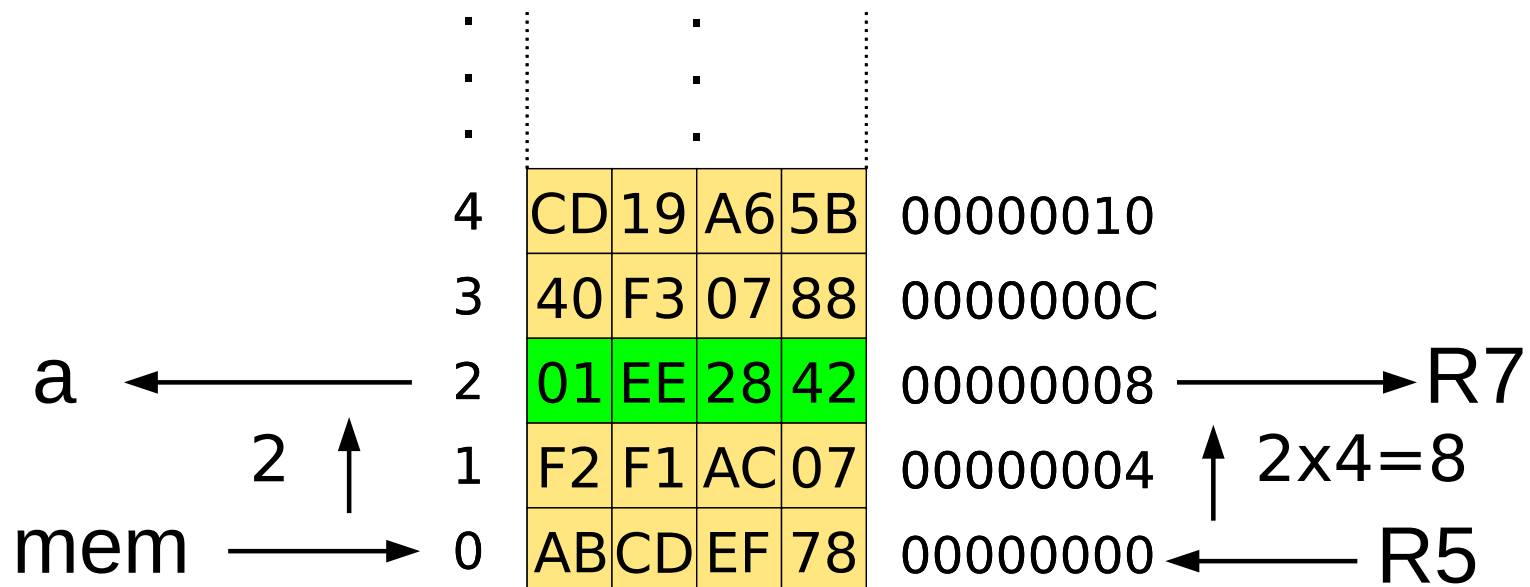 4 CD 19 A6 5B 00000010
3 40 F3 07 88 0000000C
a 2 01 EE 28 42 00000008 R7
2 1 F2 F1 AC 07 00000004 2x4=8
mem 0 AB CD EF 78 00000000 R5